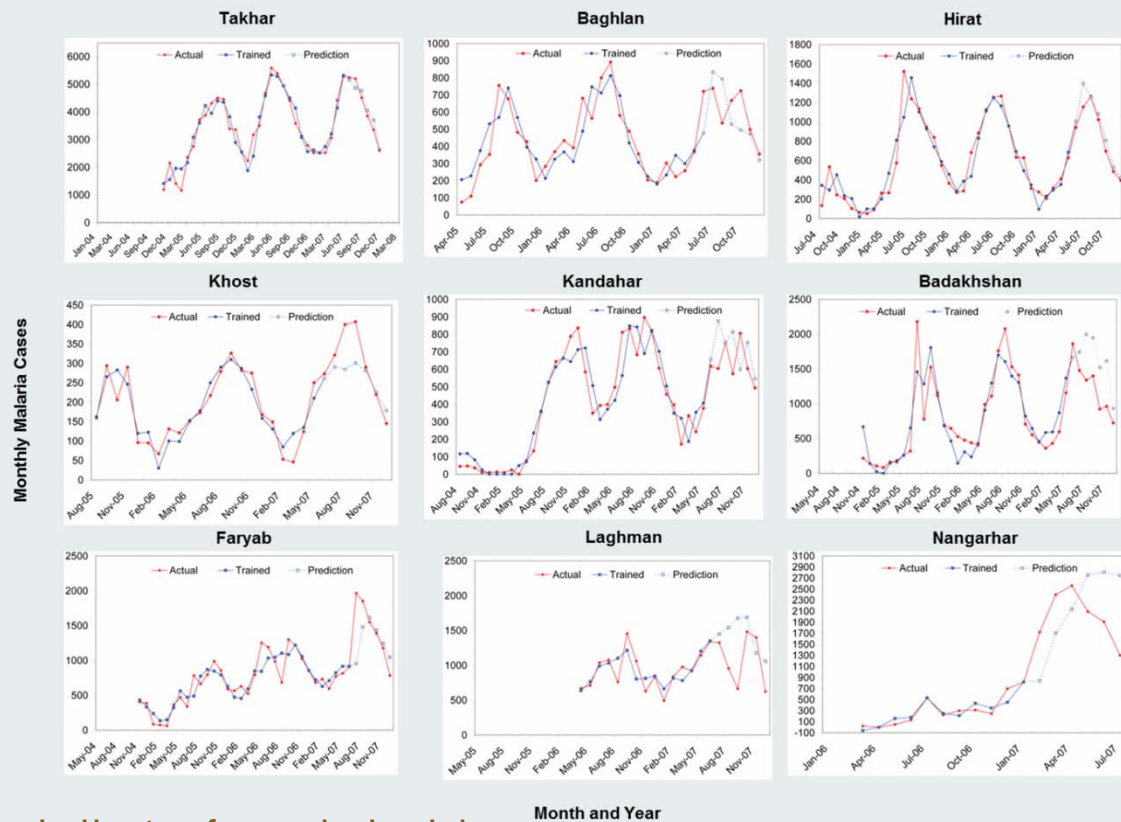 Takhar
Actual Trained Prediction
6000
5000
4000
3000
2000
1000
0
Jan-04 Mar-04 Jun-04 Sep-04 Dec-04 Mar-05 Jun-05 Sep-05 Dec-05 Mar-06 Jun-06 Sep-06 Dec-06 Mar-07 Jun-07 Sep-07 Dec-07 Mar-08
Baghlan
Actual Trained Prediction
1000
900
800
700
600
500
400
300
200
100
0
Apr-05 Jul-05 Oct-05 Jan-06 Apr-06 Jul-06 Oct-06 Jan-07 Apr-07 Jul-07 Oct-07
Hirat
Actual Trained Prediction
1800
1600
1400
1200
1000
800
600
400
200
0
Jul-04 Oct-04 Jan-05 Apr-05 Jul-05 Oct-05 Jan-06 Apr-06 Jul-06 Oct-06 Jan-07 Apr-07 Jul-07 Oct-07
Monthly Malaria Cases
Khost
Actual Trained Prediction
450
400
350
300
250
200
150
100
50
0
Aug-05 Nov-05 Feb-06 May-06 Aug-06 Nov-06 Feb-07 May-07 Aug-07 Nov-07
Kandahar
Actual Trained Prediction
1000
900
800
700
600
500
400
300
200
100
0
Aug-04 Nov-04 Feb-05 May-05 Aug-05 Nov-05 Feb-06 May-06 Aug-06 Nov-06 Feb-07 May-07 Aug-07 Nov-07
Badakhshan
Actual Trained Prediction
2500
2000
1500
1000
500
0
May-04 Aug-04 Nov-04 Feb-05 May-05 Aug-05 Nov-05 Feb-06 May-06 Aug-06 Nov-06 Feb-07 May-07 Aug-07 Nov-07
Faryab
Actual Trained Prediction
2500
2000
1500
1000
500
0
May-04 Aug-04 Nov-04 Feb-05 May-05 Aug-05 Nov-05 Feb-06 May-06 Aug-06 Nov-06 Feb-07 May-07 Aug-07 Nov-07
Laghman
Actual Trained Prediction
2500
2000
1500
1000
500
0
May-05 Aug-05 Nov-05 Feb-06 May-06 Aug-06 Nov-06 Feb-07 May-07 Aug-07 Nov-07
Nangarhar
Actual Trained Prediction
3100
2900
2700
2500
2300
2100
1900
1700
1500
1300
1100
900
700
500
300
100
-100
Jan-06 Apr-06 Jul-06 Oct-06 Jan-07 Apr-07 Jul-07
Month and Year